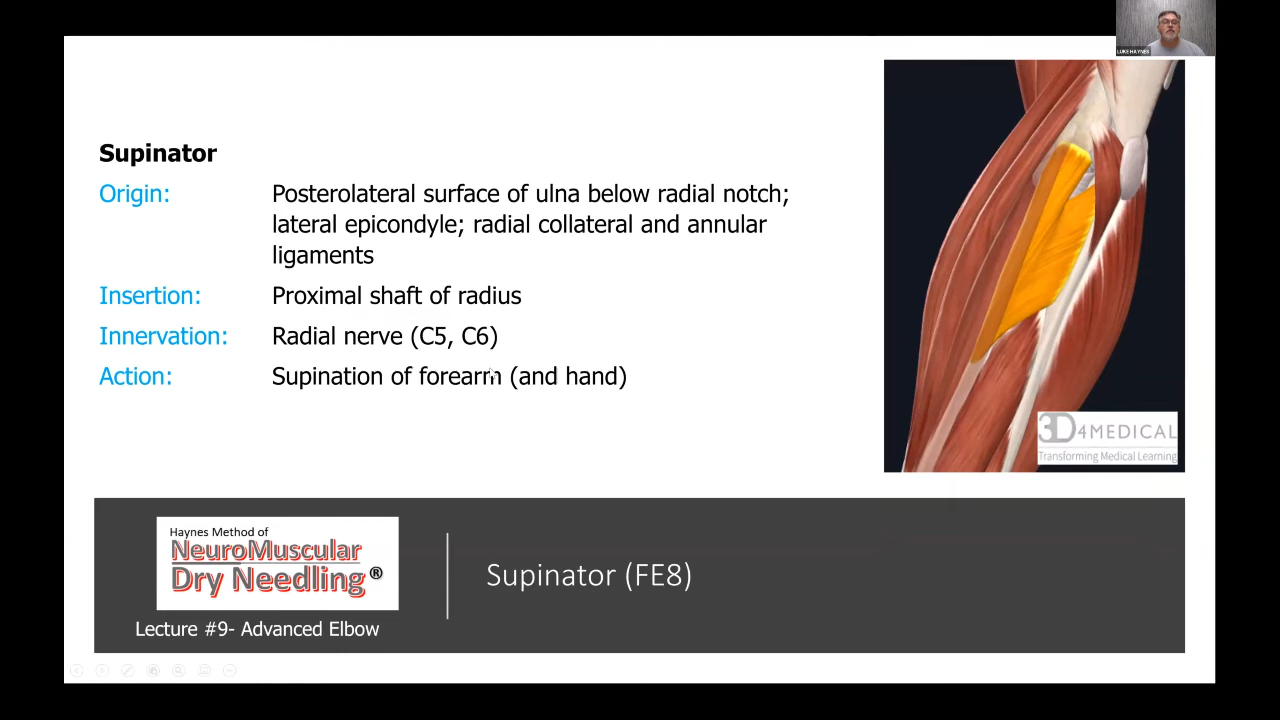 LUKE HAYNES
Supinator
Origin:
Posterolateral surface of ulna below radial notch;
lateral epicondyle; radial collateral and annular
ligaments
Insertion:
Proximal shaft of radius
Innervation:
Radial nerve (C5, C6)
Action:
Supination of forearm (and hand)
3D4MEDICAL
Transforming Medical Learning
Haynes Method of
NeuroMuscular
Dry Needling®
Lecture #9- Advanced Elbow
Supinator (FE8)